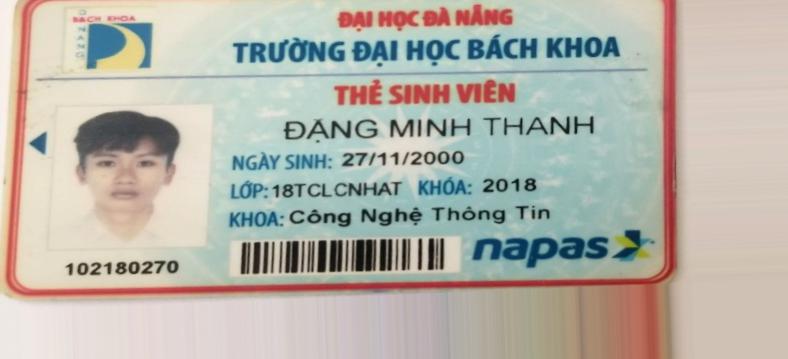 BÁCH KHOA
ĐÀ NẴNG
ĐẠI HỌC ĐÀ NẴNG
TRƯỜNG ĐẠI HỌC BÁCH KHOA
THẺ SINH VIÊN
ĐẶNG MINH THANH
NGÀY SINH: 27/11/2000
LỚP: 18TCLCNHAT KHÓA: 2018
KHOA: Công Nghệ Thông Tin
102180270
napas